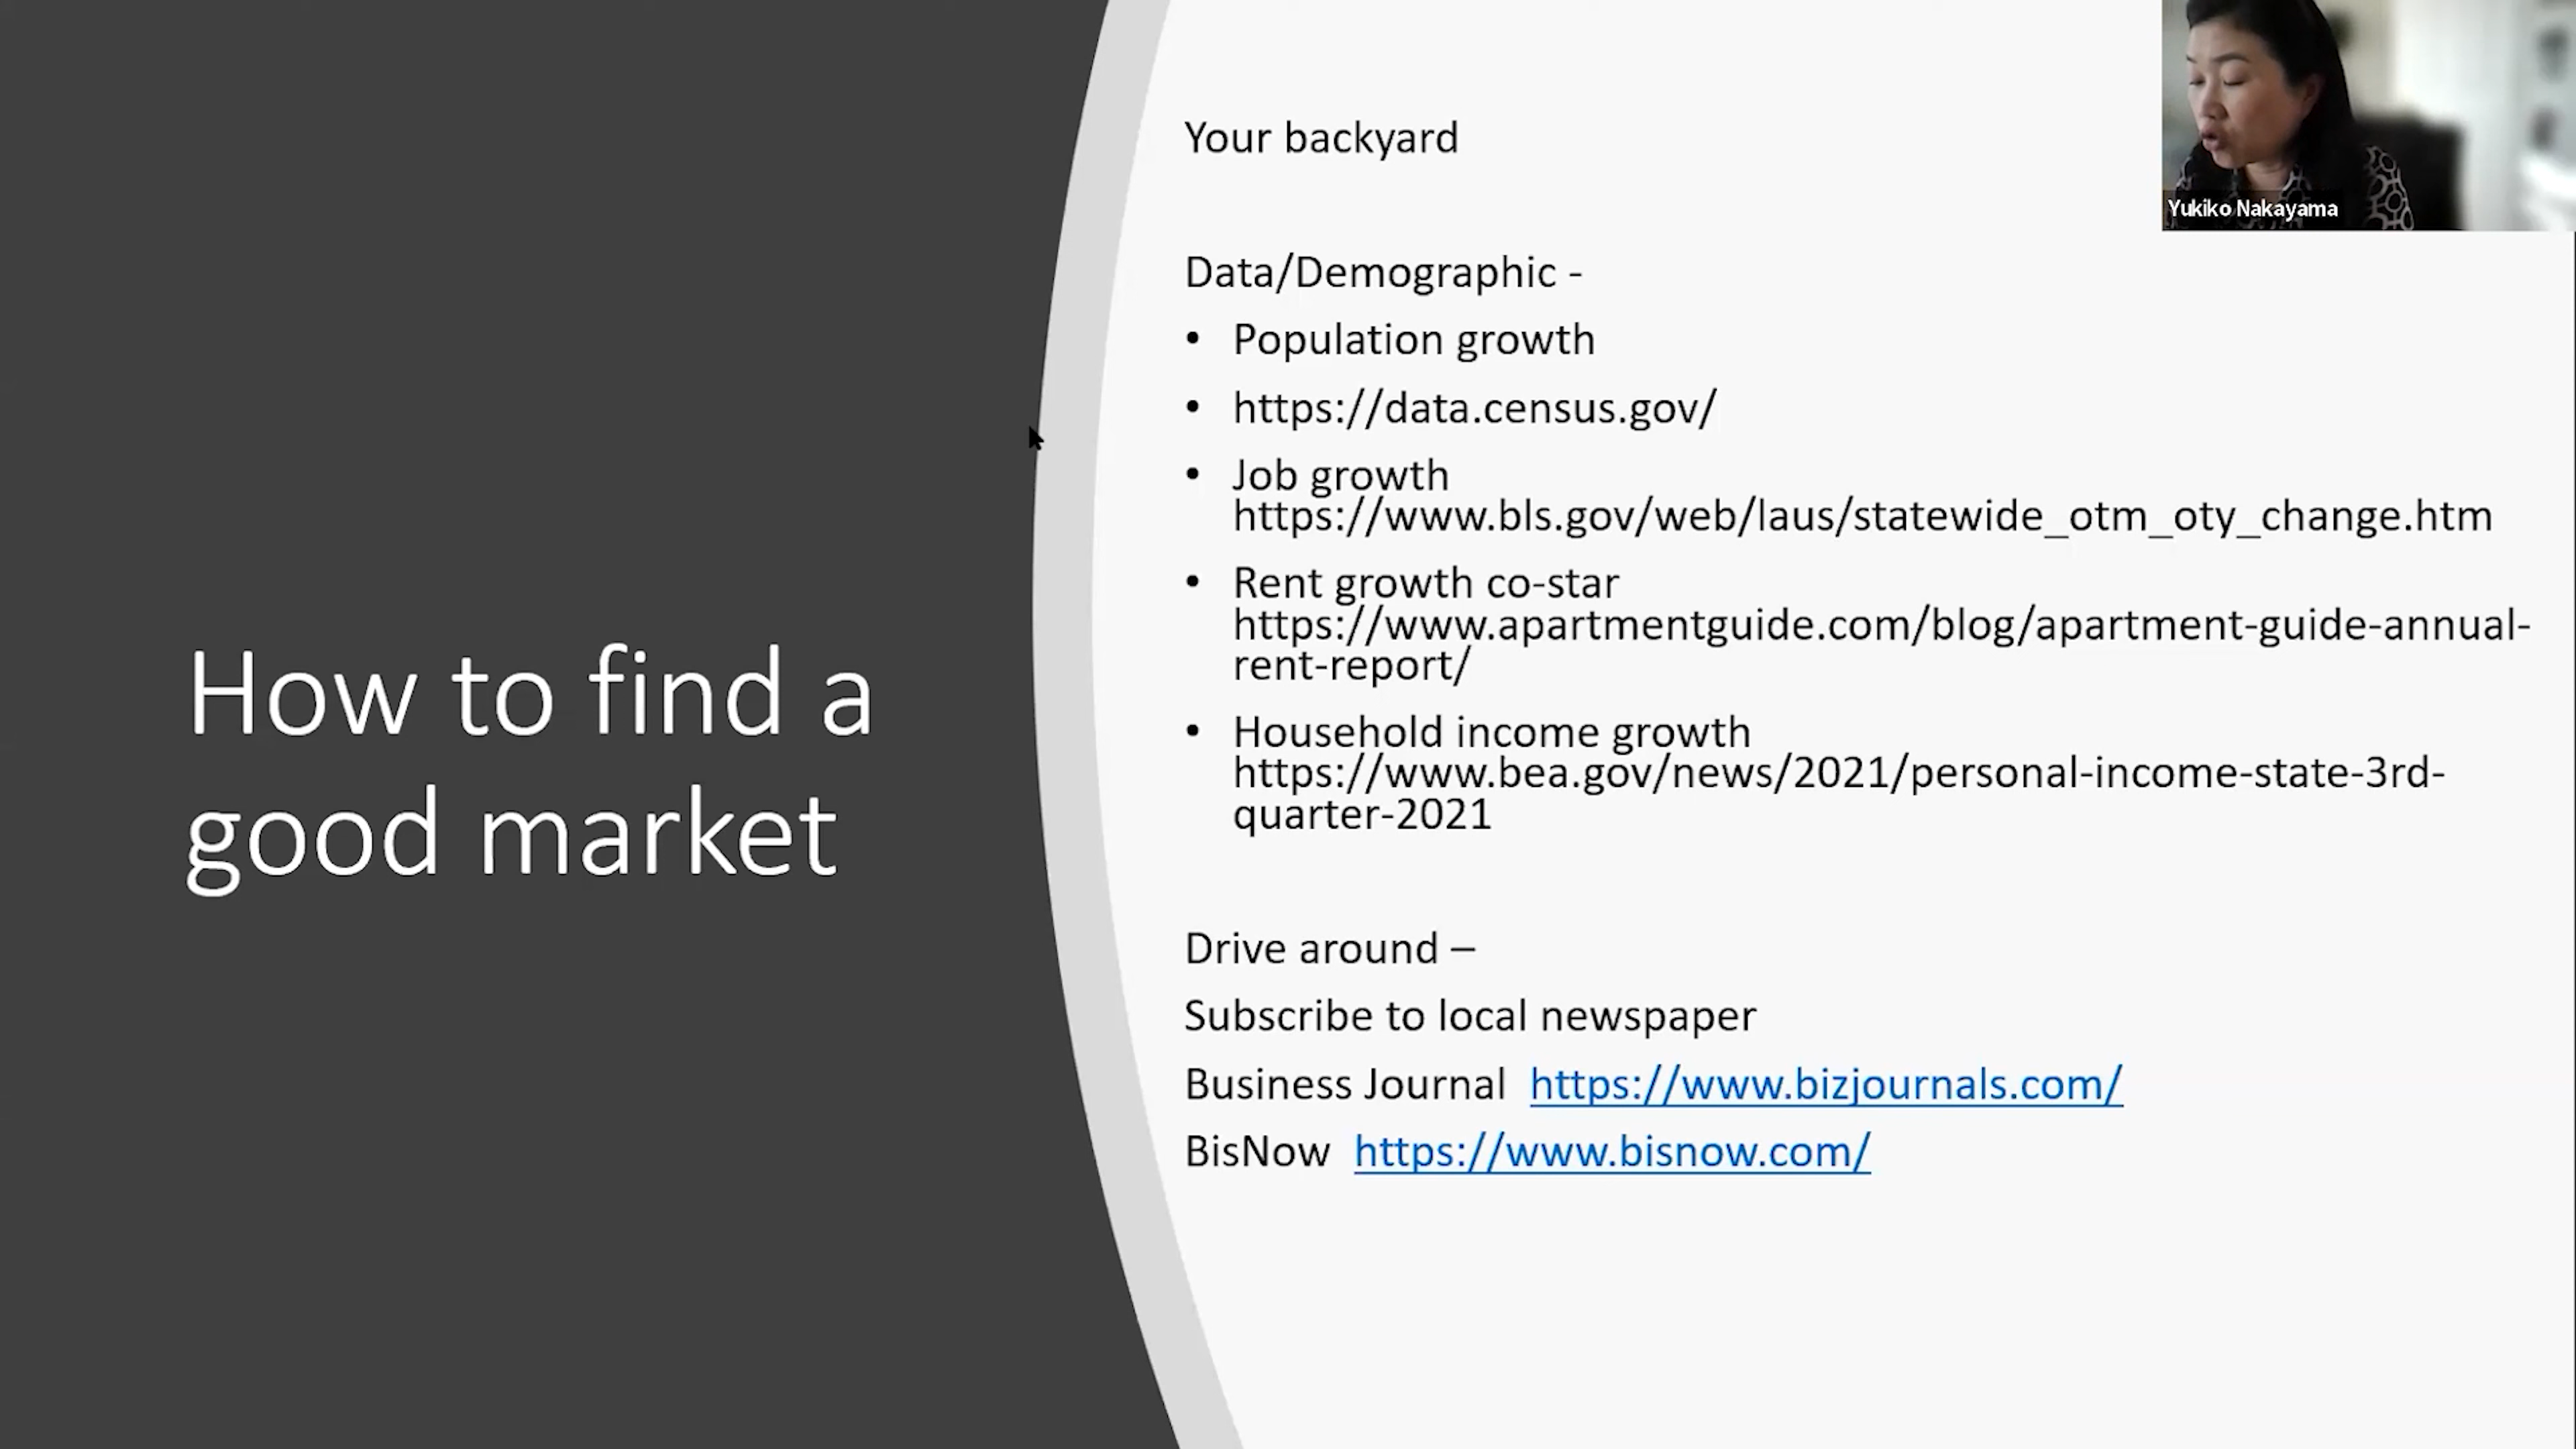 How to find a
good market
Your backyard
Data/Demographic -
• Population growth
• https://data.census.gov/
• Job growth
https://www.bls.gov/web/laus/statewide_otm_oty_change.htm
• Rent growth co-star
https://www.apartmentguide.com/blog/apartment-guide-annual-
rent-report/
• Household income growth
https://www.bea.gov/news/2021/personal-income-state-3rd-
quarter-2021
Drive around –
Subscribe to local newspaper
Business Journal https://www.bizjournals.com/
BisNow https://www.bisnow.com/
Yukiko Nakayama